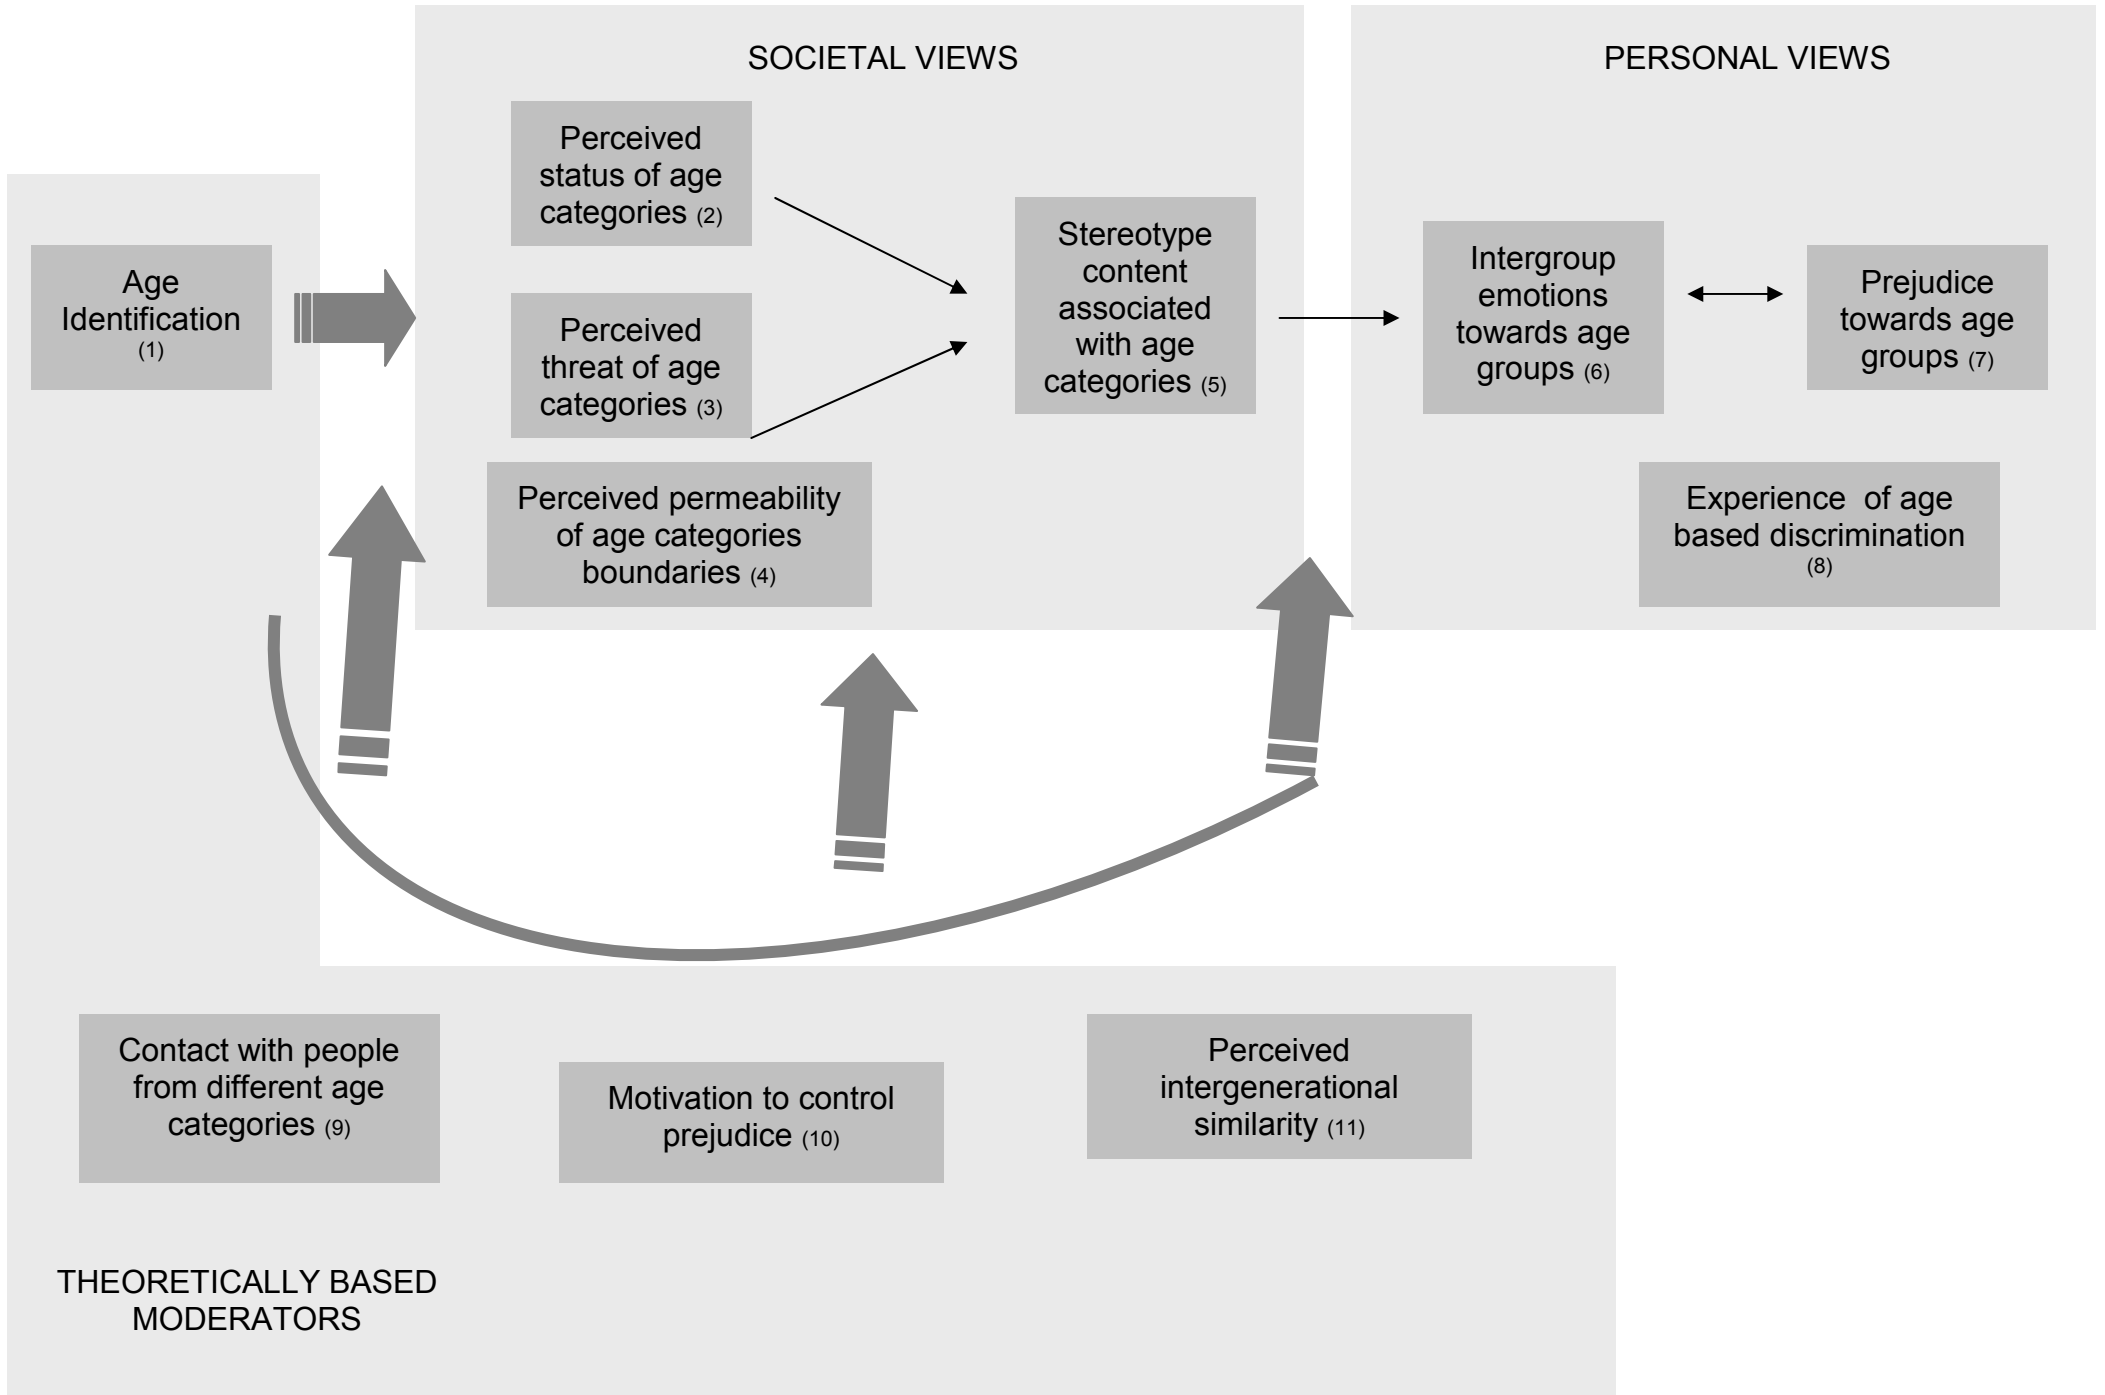 SOCIETAL VIEWS
PERSONAL VIEWS
Perceived
status of age
categories (2)
Age
Identification
(1)
Perceived
threat of age
categories (3)
Stereotype
content
associated
with age
categories (5)
Intergroup
emotions
towards age
groups (6)
Prejudice
towards age
groups (7)
Perceived permeability
of age categories
boundaries (4)
Experience  of age
based discrimination
(8)
Contact with people
from different age
categories (9)
Motivation to control
prejudice (10)
Perceived
intergenerational
similarity (11)
THEORETICALLY BASED
MODERATORS